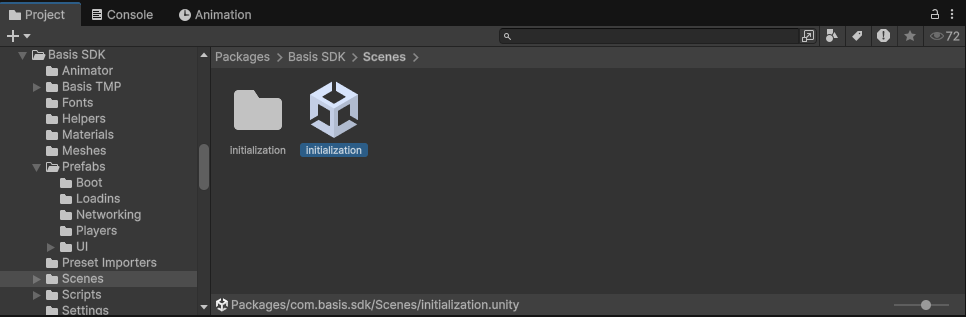 Project Console Animation
72
Basis SDK
Animator
Basis TMP
Fonts
Helpers
Materials
Meshes
Prefabs
Boot
Loadins
Networking
Players
UI
Preset Importers
Scenes
Scripts
Settings
Packages > Basis SDK > Scenes >
initialization
initialization
Packages/com.basis.sdk/Scenes/initialization.unity